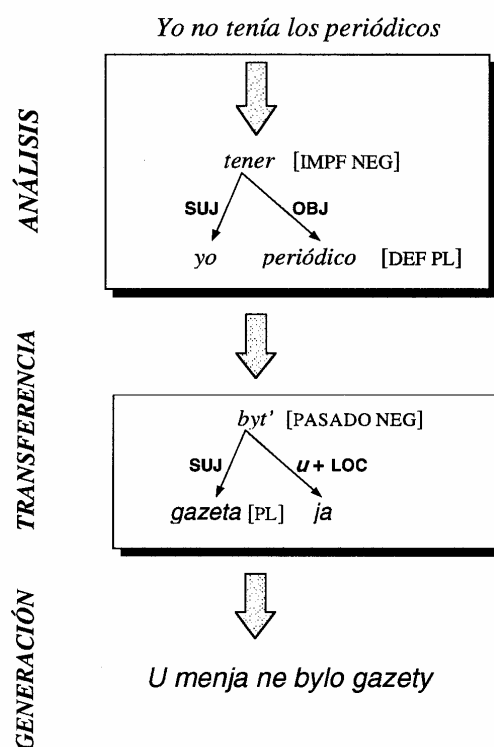 Yo no tenía los periódicos
ANÁLISIS
tener [IMPF NEG]
SUJ OBJ
yo periódico [DEF PL]
TRANSFERENCIA
byt' [PASADO NEG]
SUJ u + LOC
gazeta [PL] ja
GENERACIÓN
U menja ne bylo gazety